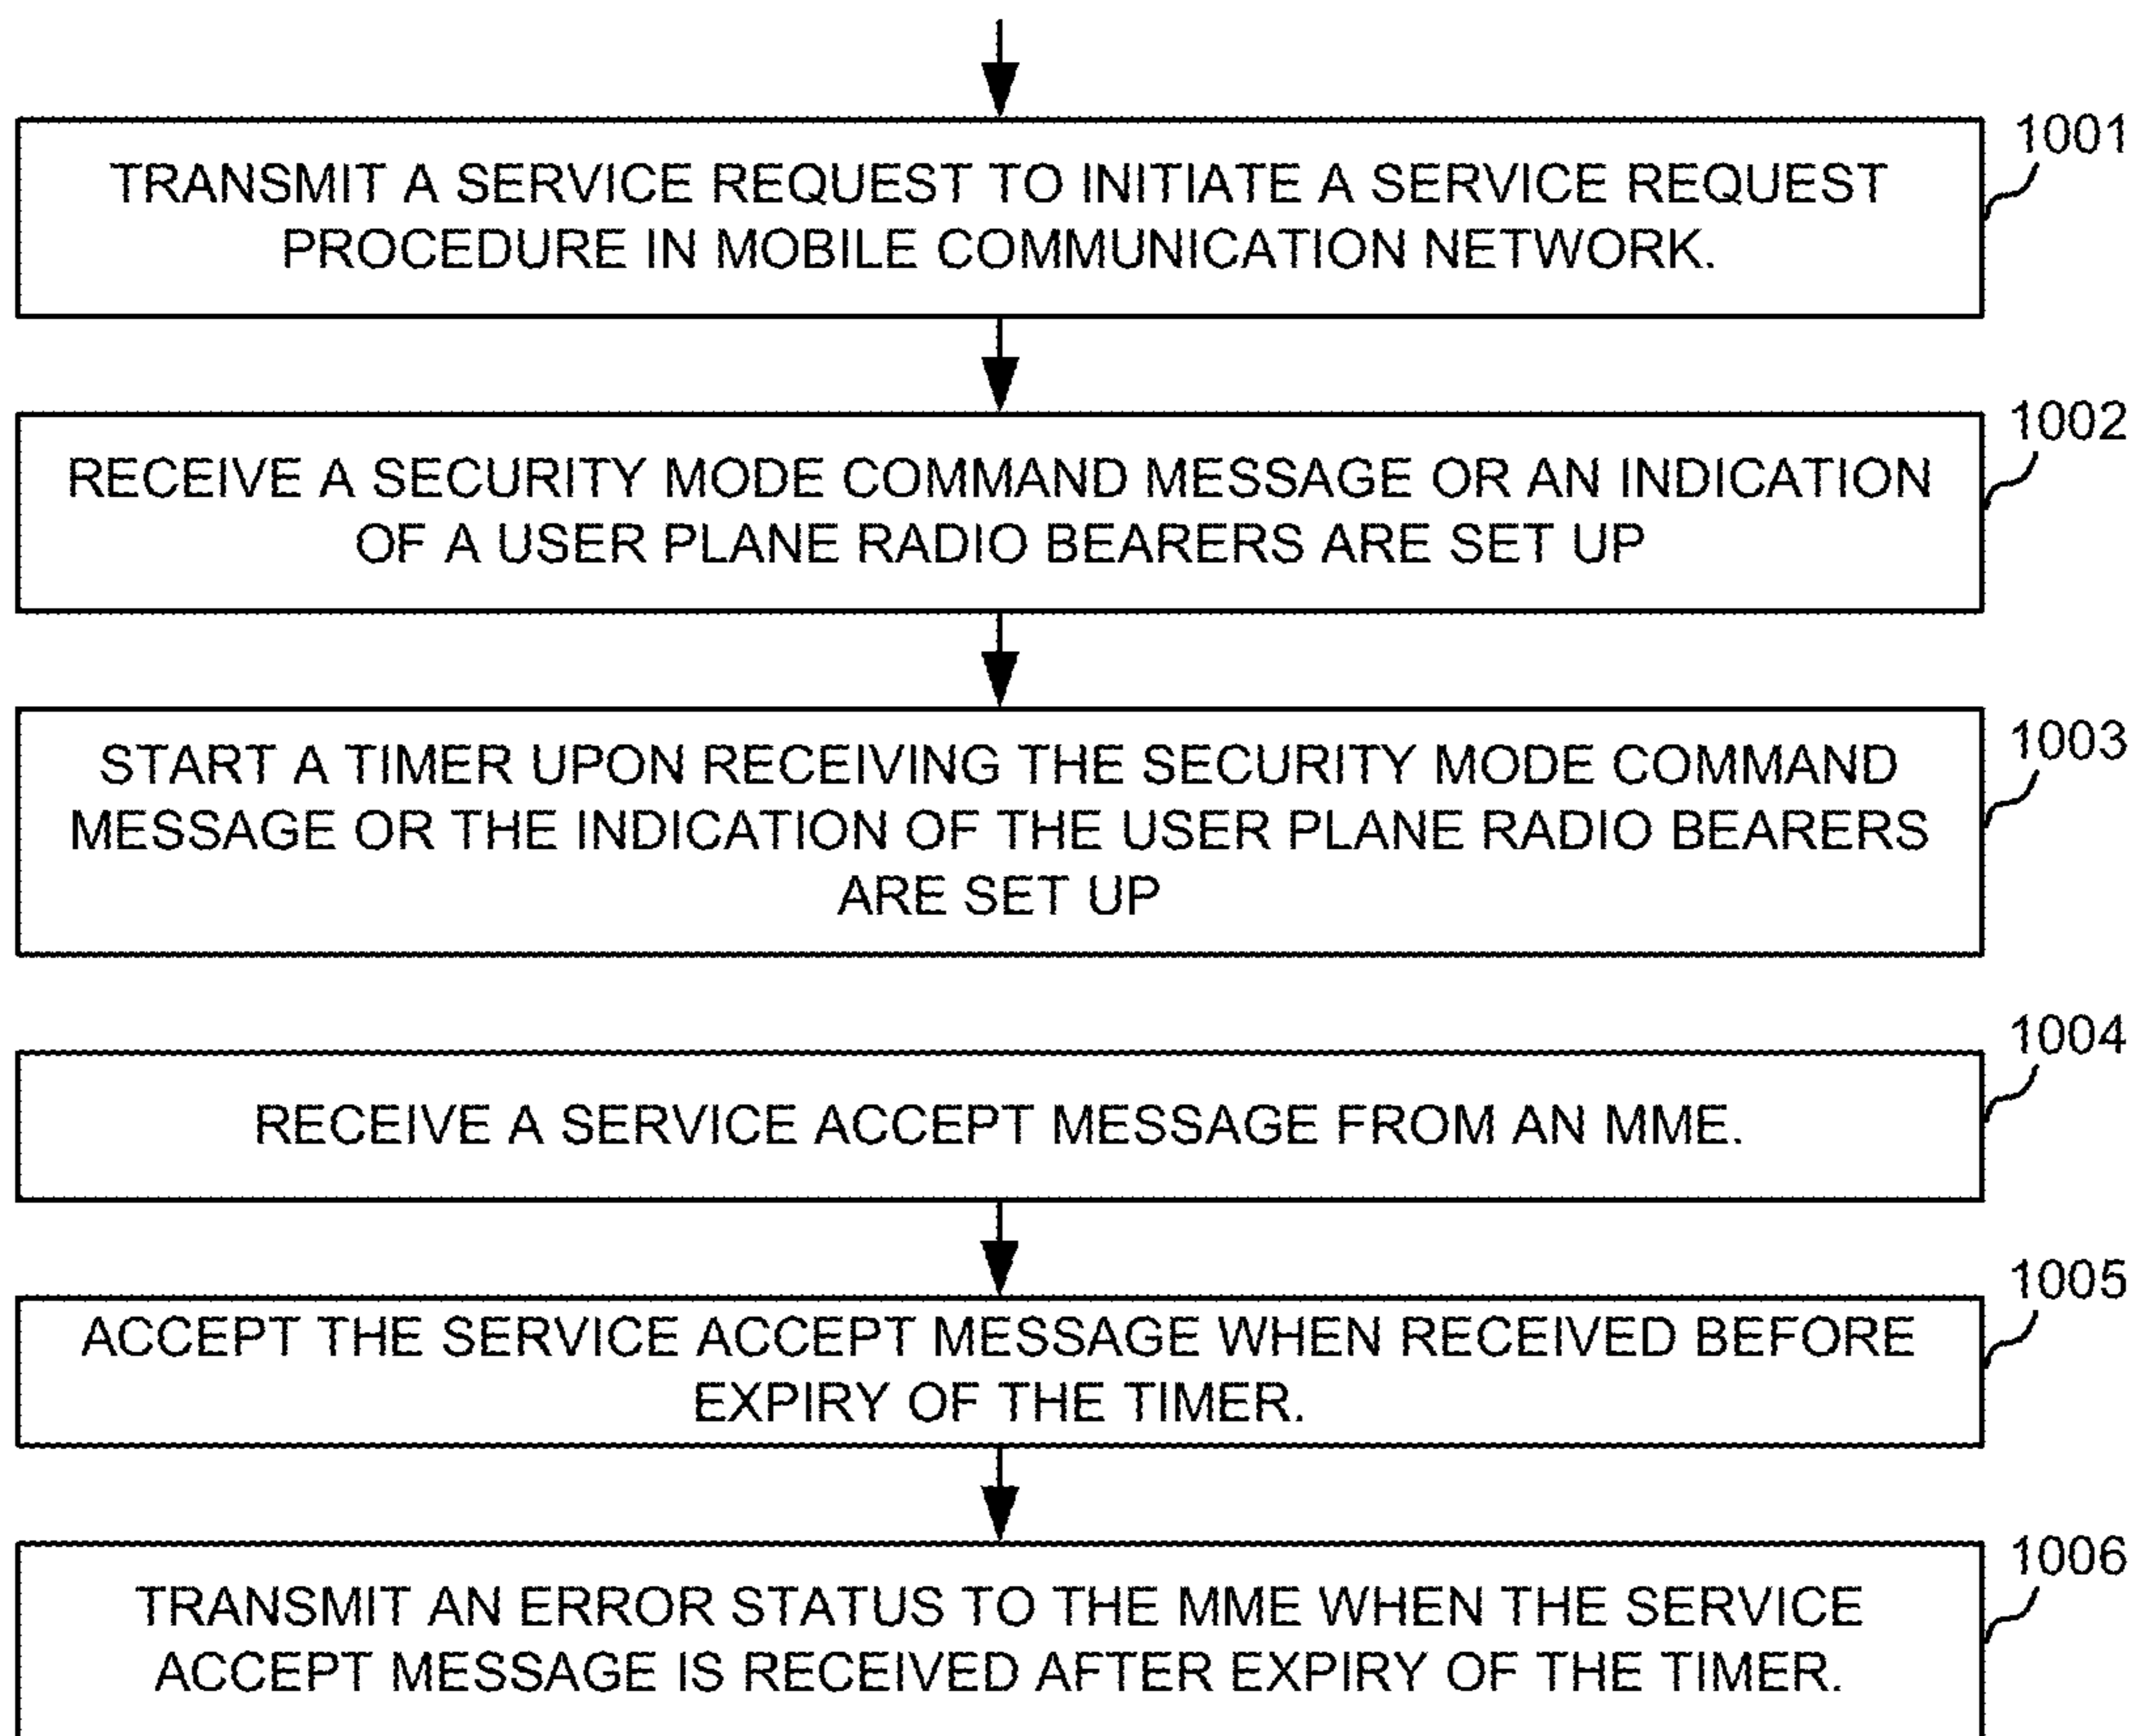 1001
TRANSMIT A SERVICE REQUEST TO INITIATE A SERVICE REQUEST
PROCEDURE IN MOBILE COMMUNICATION NETWORK.
1002
RECEIVE A SECURITY MODE COMMAND MESSAGE OR AN INDICATION
OF A USER PLANE RADIO BEARERS ARE SET UP
1003
START A TIMER UPON RECEIVING THE SECURITY MODE COMMAND
MESSAGE OR THE INDICATION OF THE USER PLANE RADIO BEARERS
ARE SET UP
1004
RECEIVE A SERVICE ACCEPT MESSAGE FROM AN MME.
1005
ACCEPT THE SERVICE ACCEPT MESSAGE WHEN RECEIVED BEFORE
EXPIRY OF THE TIMER.
1006
TRANSMIT AN ERROR STATUS TO THE MME WHEN THE SERVICE
ACCEPT MESSAGE IS RECEIVED AFTER EXPIRY OF THE TIMER.